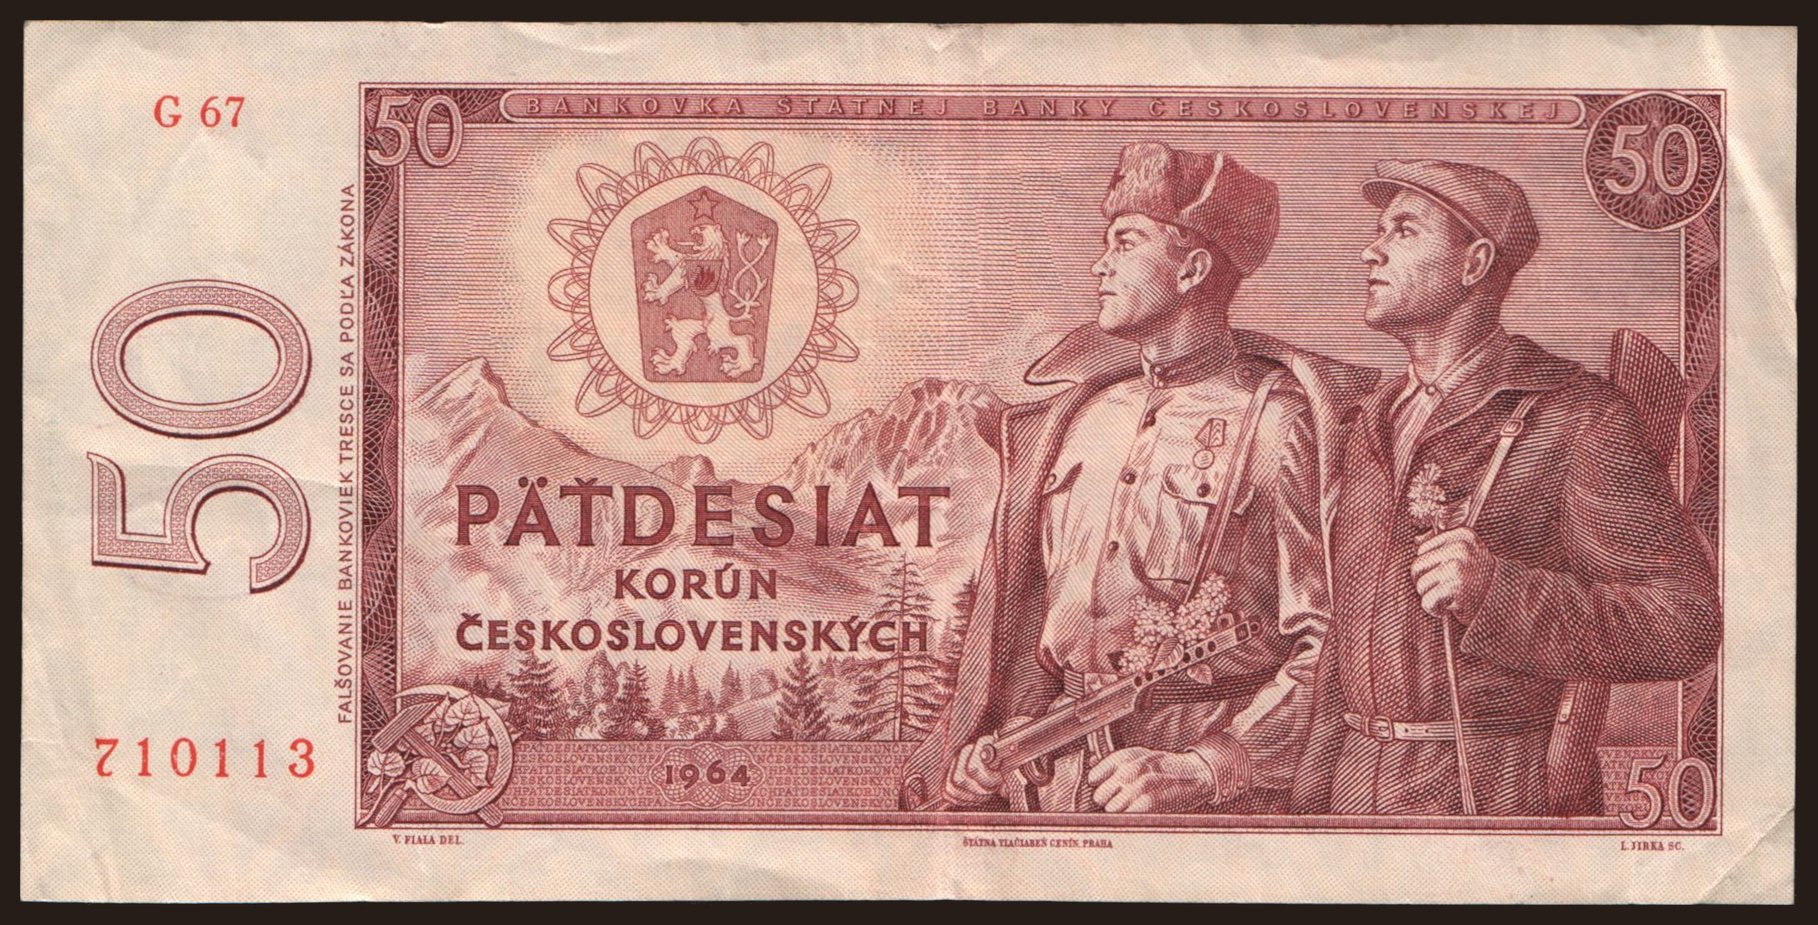 G 67
50
BANKOVKA ŠTÁTNEJ BANKY ČESKOSLOVENSKEJ
50
50
FALŠOVANIE BANKOVIEK TRESCE SA PODĽA ZÁKONA
PÄŤDESIAT
KORÚN
ČESKOSLOVENSKÝCH
710113
1964
50
V. FIALA DEL.
ŠTÁTNA TLAČIAREŇ CENÍN, PRAHA
L. JIRKA SC.